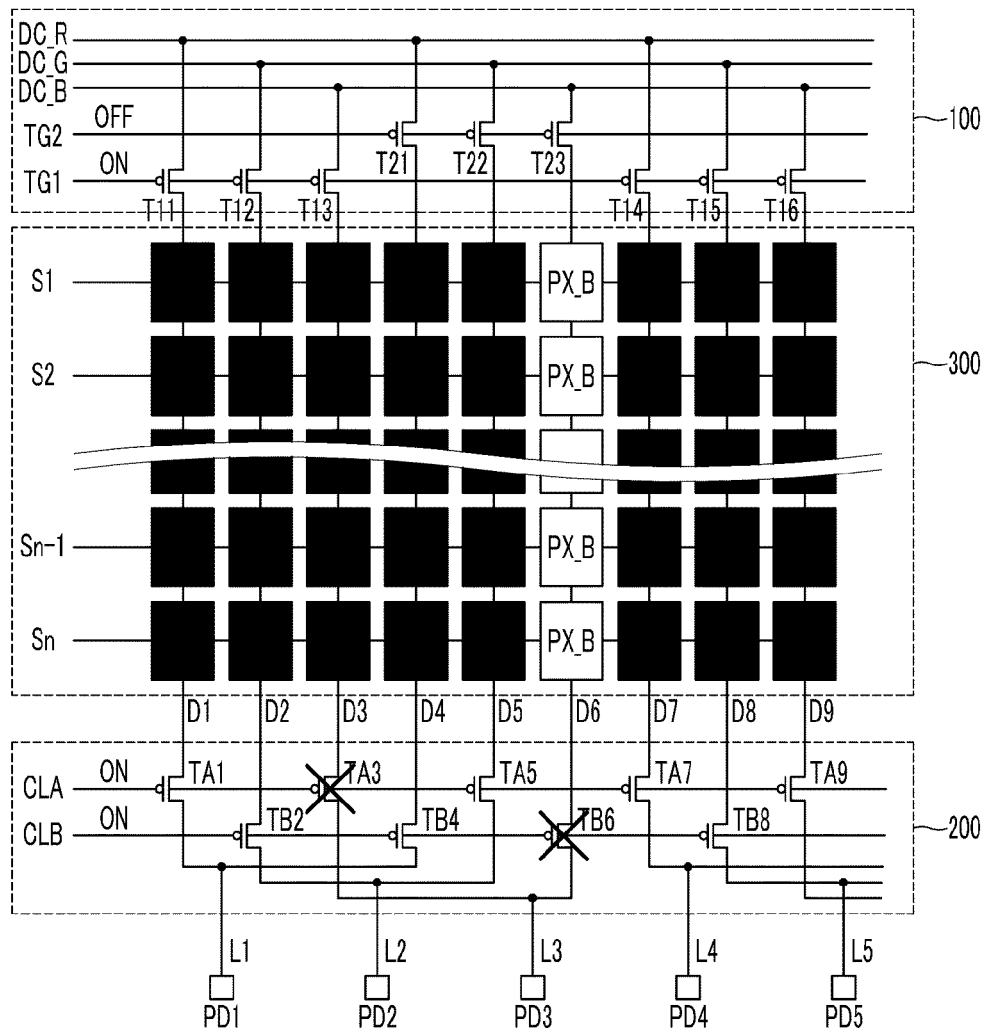 DC_R
DC_G
DC_B
OFF
TG2
T21 T22 T23
100
ON
TG1
T11 T12 T13 T14 T15 T16
S1 PX_B
S2 PX_B
300
Sn-1 PX_B
Sn PX_B
D1 D2 D3 D4 D5 D6 D7 D8 D9
CLA ON TA1 TA3 TA5 TA7 TA9
CLB ON TB2 TB4 TB6 TB8
200
L1 L2 L3 L4 L5
PD1 PD2 PD3 PD4 PD5